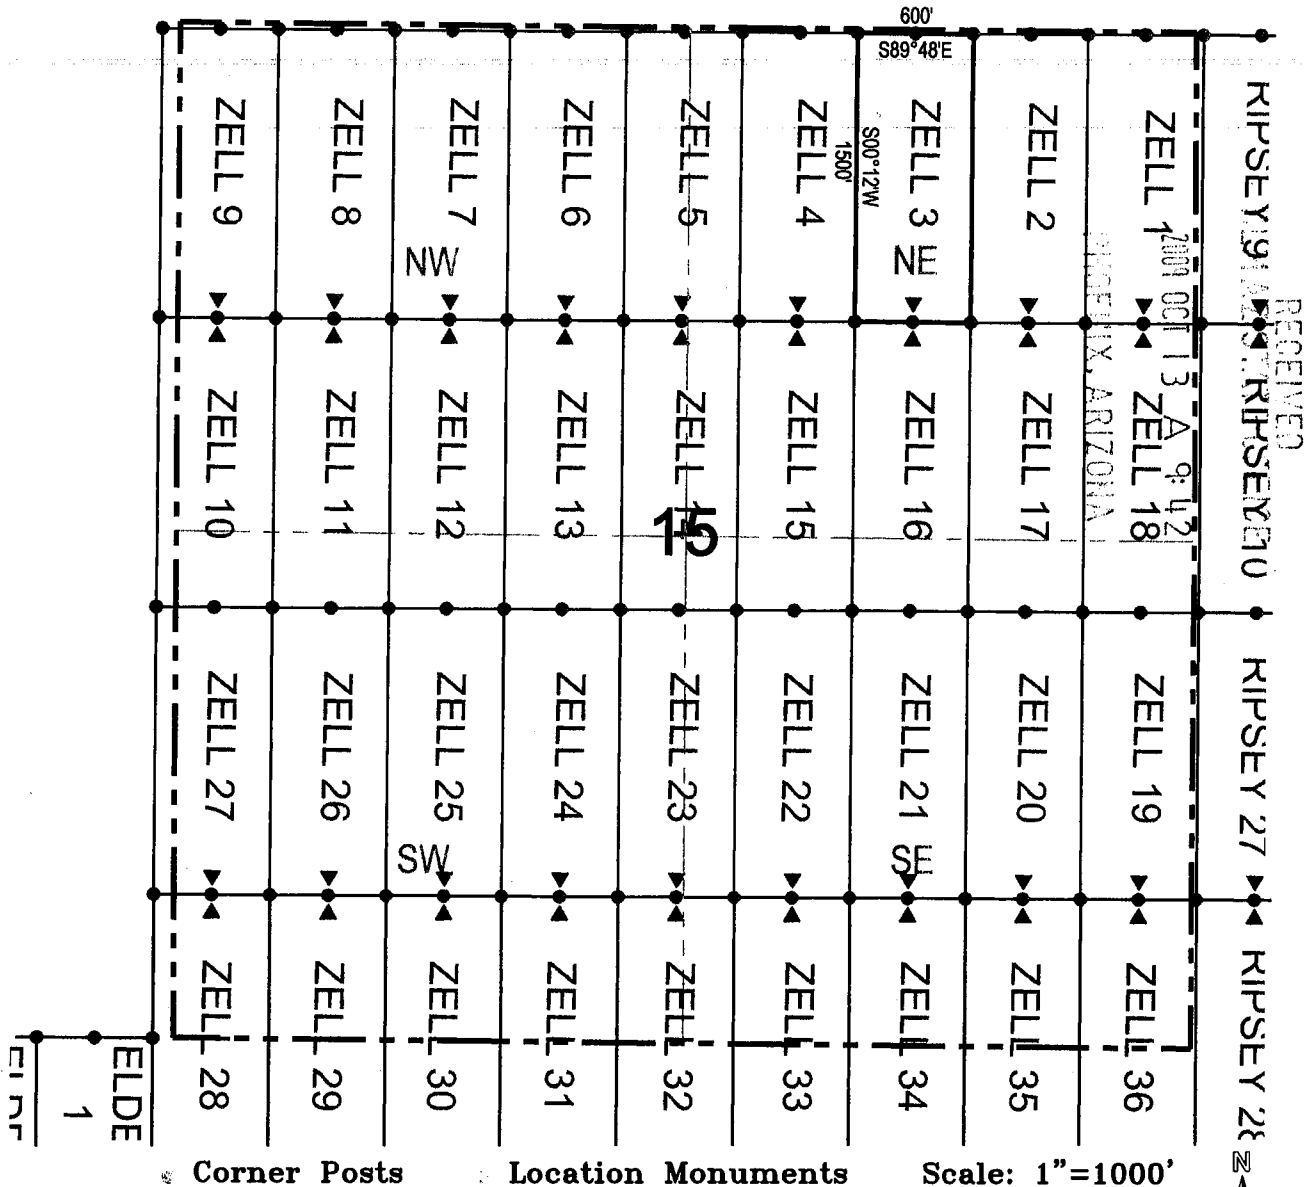 600'
S89°48'E
ZELL 9
ZELL 8
ZELL 7
ZELL 6
ZELL 5
ZELL 4
S00°12'W
1500'
ZELL 3
ZELL 2
ZELL 1
RIPSEY 9
NW
NE
RECEIVED
2009 OCT 13 A 9:42
PHOENIX, ARIZONA
ZELL 10
ZELL 11
ZELL 12
ZELL 13
ZELL 14
ZELL 15
ZELL 16
ZELL 17
ZELL 18
RIPSEY 10
15
ZELL 27
ZELL 26
ZELL 25
ZELL 24
ZELL 23
ZELL 22
ZELL 21
ZELL 20
ZELL 19
RIPSEY 27
SW
SE
ZELL 28
ZELL 29
ZELL 30
ZELL 31
ZELL 32
ZELL 33
ZELL 34
ZELL 35
ZELL 36
RIPSEY 28
ELDE
1
Corner Posts
Location Monuments
Scale: 1"=1000'
N